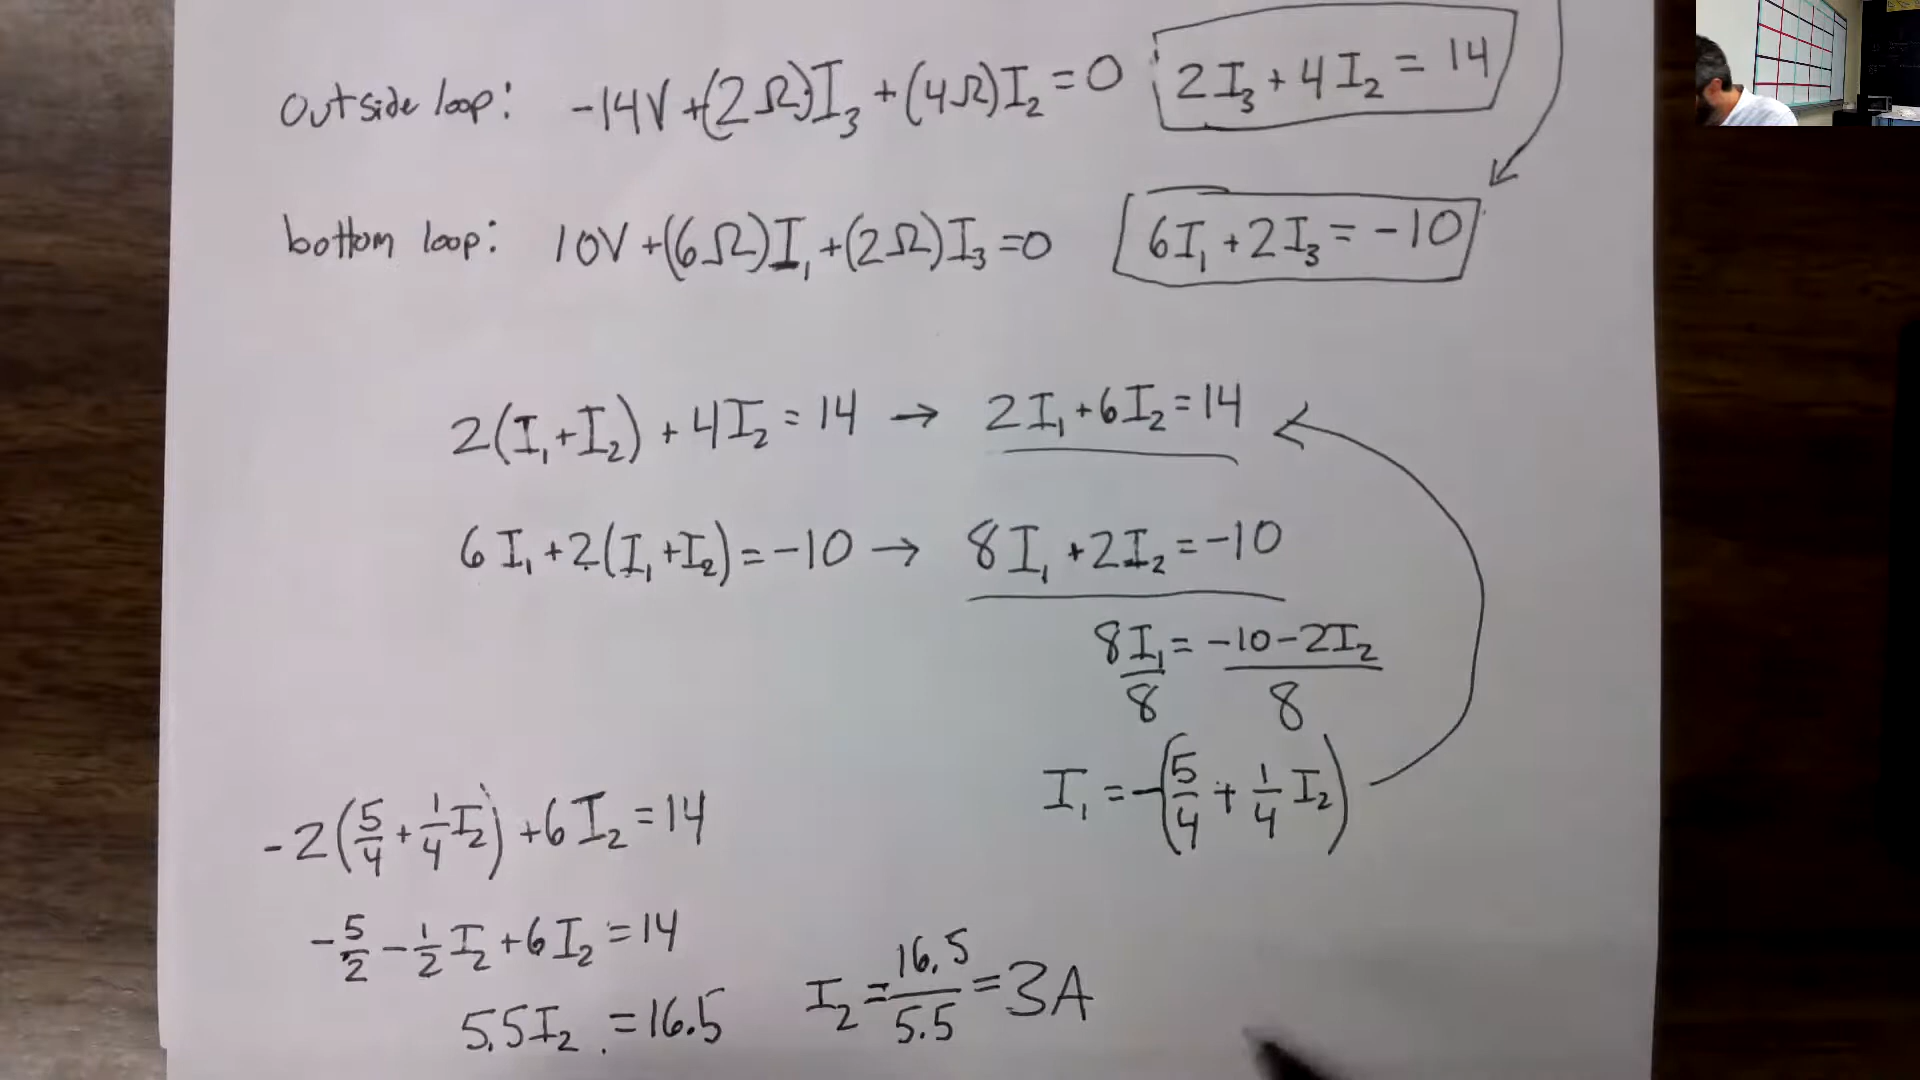 outside loop: -14V+(2Ω)I₃+(4Ω)I₂=0 2I₃+4I₂=14
bottom loop: 10V+(6Ω)I₁+(2Ω)I₃=0 6I₁+2I₃=-10
2(I₁+I₂)+4I₂=14 → 2I₁+6I₂=14
6I₁+2(I₁+I₂)=-10 → 8I₁+2I₂=-10
8I₁/8=(-10-2I₂)/8
I₁=-(5/4+1/4 I₂)
-2(5/4+1/4 I₂)+6I₂=14
-5/2-1/2 I₂+6I₂=14
5.5I₂=16.5 I₂=16.5/5.5=3A